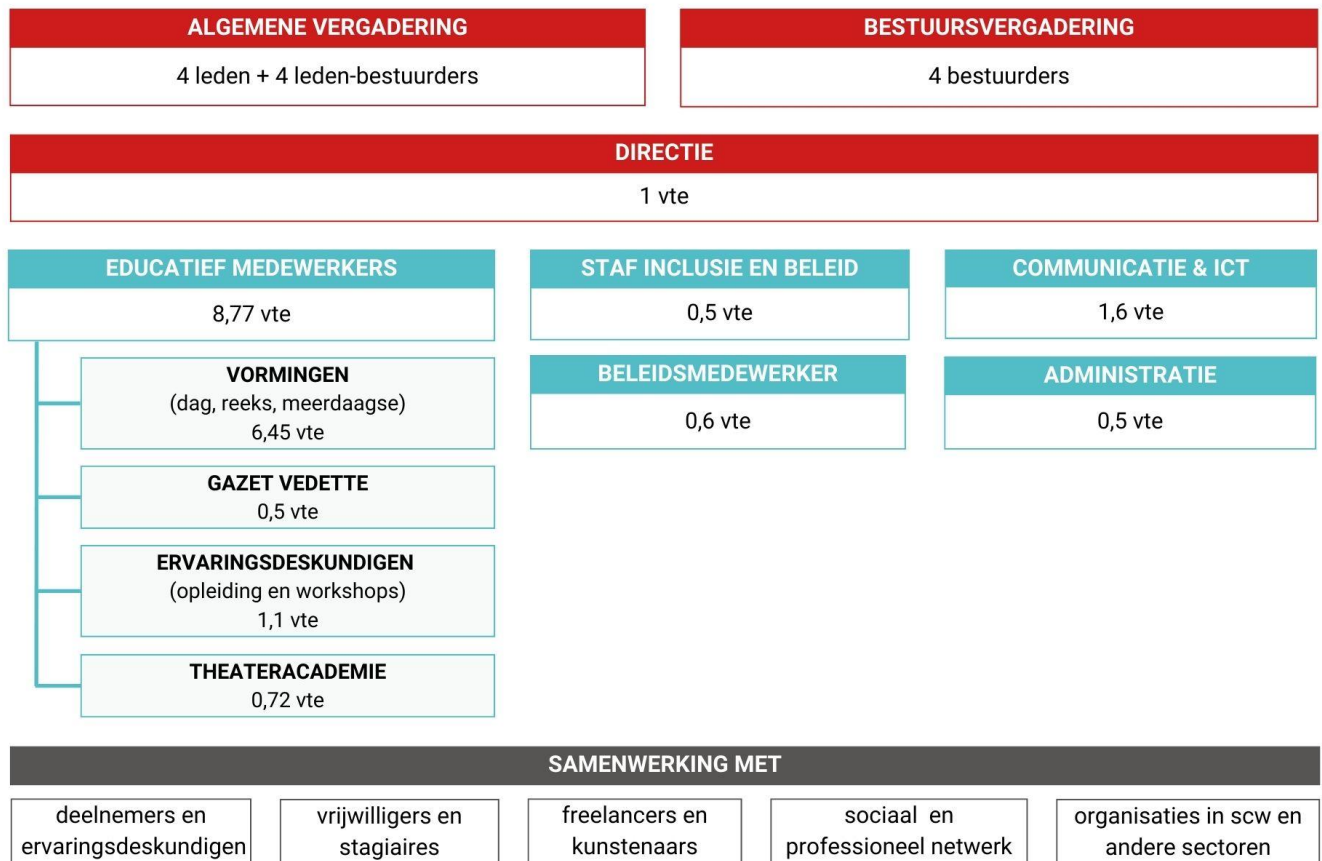 ALGEMENE VERGADERING
4 leden + 4 leden-bestuurders
BESTUURSVERGADERING
4 bestuurders
DIRECTIE
1 vte
EDUCATIEF MEDEWERKERS
8,77 vte
VORMINGEN
(dag, reeks, meerdaagse)
6,45 vte
GAZET VEDETTE
0,5 vte
ERVARINGSDESKUNDIGEN
(opleiding en workshops)
1,1 vte
THEATERACADEMIE
0,72 vte
STAF INCLUSIE EN BELEID
0,5 vte
BELEIDSMEDEWERKER
0,6 vte
COMMUNICATIE & ICT
1,6 vte
ADMINISTRATIE
0,5 vte
SAMENWERKING MET
deelnemers en
ervaringsdeskundigen
vrijwilligers en
stagiaires
freelancers en
kunstenaars
sociaal en
professioneel netwerk
organisaties in scw en
andere sectoren